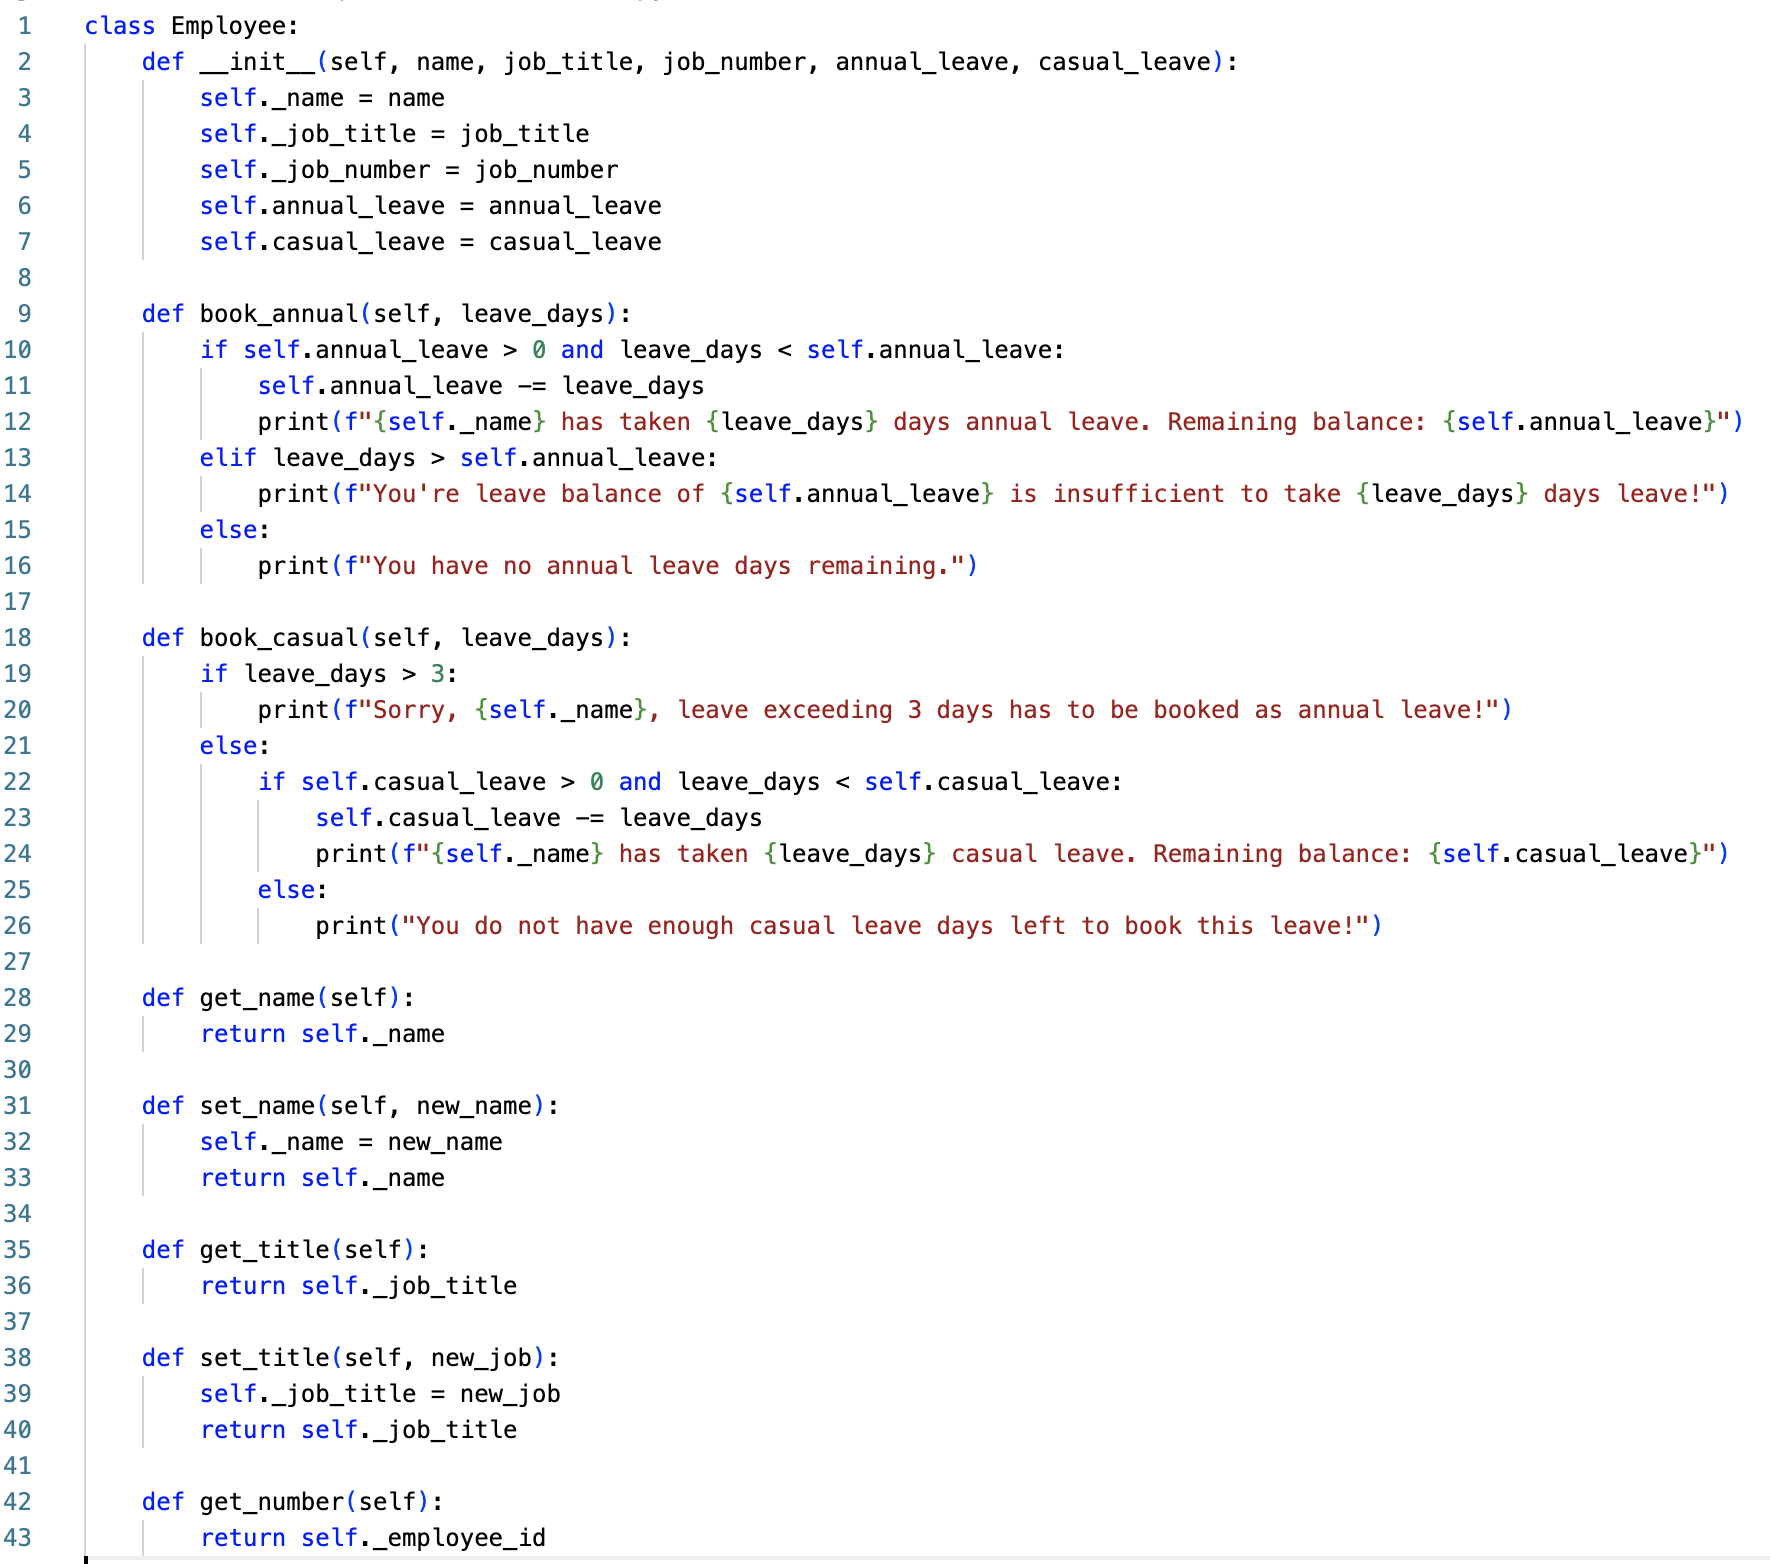 1 class Employee:
2     def __init__(self, name, job_title, job_number, annual_leave, casual_leave):
3         self._name = name
4         self._job_title = job_title
5         self._job_number = job_number
6         self.annual_leave = annual_leave
7         self.casual_leave = casual_leave
8
9     def book_annual(self, leave_days):
10         if self.annual_leave > 0 and leave_days < self.annual_leave:
11             self.annual_leave -= leave_days
12             print(f"{self._name} has taken {leave_days} days annual leave. Remaining balance: {self.annual_leave}")
13         elif leave_days > self.annual_leave:
14             print(f"You're leave balance of {self.annual_leave} is insufficient to take {leave_days} days leave!")
15         else:
16             print(f"You have no annual leave days remaining.")
17
18     def book_casual(self, leave_days):
19         if leave_days > 3:
20             print(f"Sorry, {self._name}, leave exceeding 3 days has to be booked as annual leave!")
21         else:
22             if self.casual_leave > 0 and leave_days < self.casual_leave:
23                 self.casual_leave -= leave_days
24                 print(f"{self._name} has taken {leave_days} casual leave. Remaining balance: {self.casual_leave}")
25             else:
26                 print("You do not have enough casual leave days left to book this leave!")
27
28     def get_name(self):
29         return self._name
30
31     def set_name(self, new_name):
32         self._name = new_name
33         return self._name
34
35     def get_title(self):
36         return self._job_title
37
38     def set_title(self, new_job):
39         self._job_title = new_job
40         return self._job_title
41
42     def get_number(self):
43         return self._employee_id